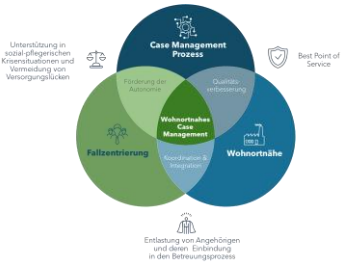 Case Management
Prozess
Unterstützung in
sozial-pflegerischen
Krisensituationen und
Vermeidung von
Versorgungslücken
Best Point of
Service
Förderung der
Autonomie
Qualitäts-
verbesserung
Wohnortnahes
Case
Management
Fallzentrierung
Wohnortnähe
Koordination &
Integration
Entlastung von Angehörigen
und deren Einbindung
in den Betreuungsprozess